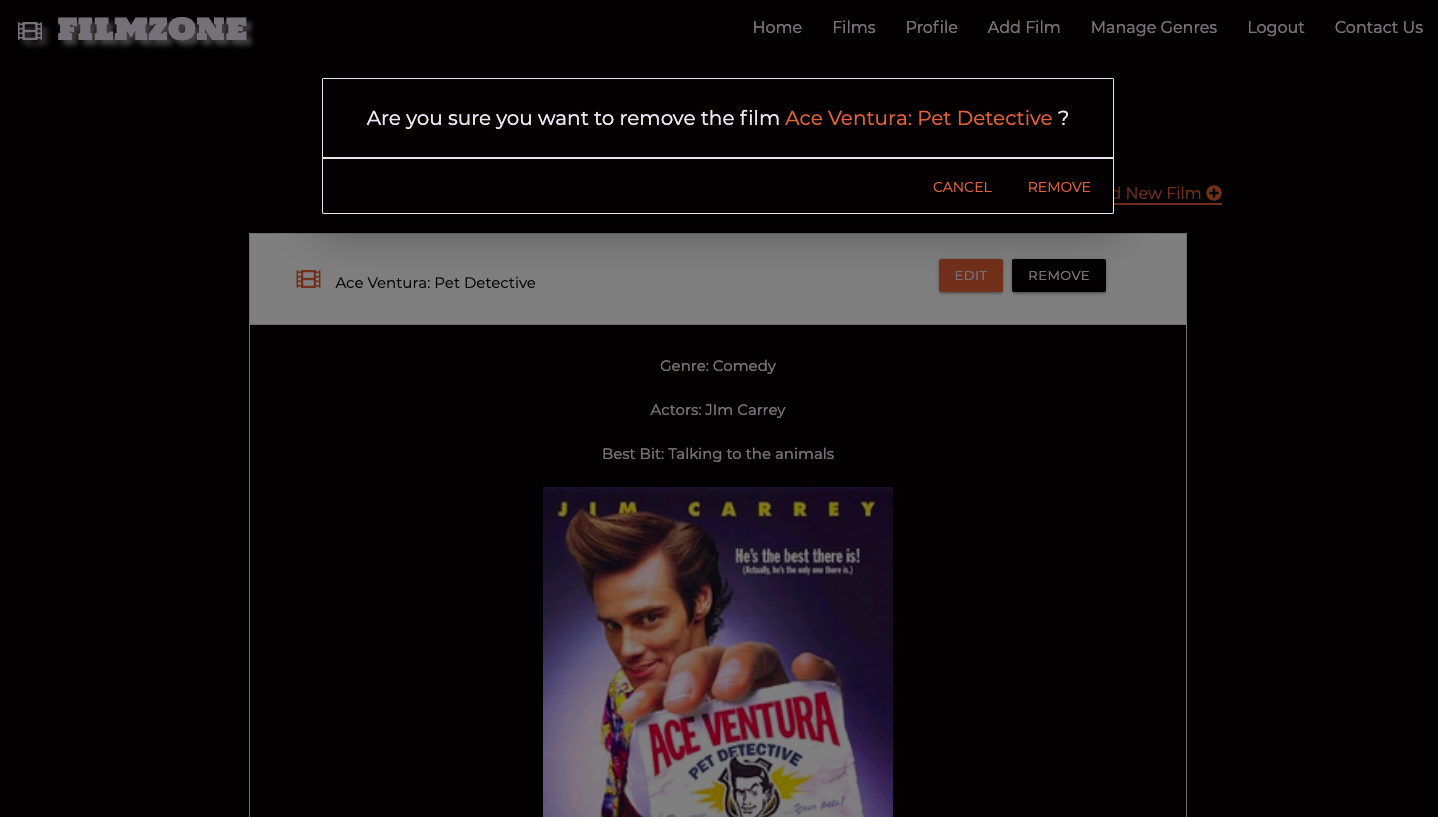 FILMZONE
Home Films Profile Add Film Manage Genres Logout Contact Us
Are you sure you want to remove the film Ace Ventura: Pet Detective ?
CANCEL REMOVE
d New Film
Ace Ventura: Pet Detective
EDIT REMOVE
Genre: Comedy
Actors: JIm Carrey
Best Bit: Talking to the animals
JIM CARREY
He's the best there is!
(Actually, he's the only one there is.)
ACE VENTURA
PET DETECTIVE
...Your pets!